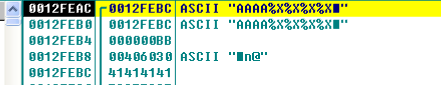 0012FEAC 0012FEBC ASCII "AAAA%X%X%X%X■"
0012FEB0 0012FEBC ASCII "AAAA%X%X%X%X■"
0012FEB4 000000BB
0012FEB8 00406030 ASCII "■n@"
0012FEBC 41414141